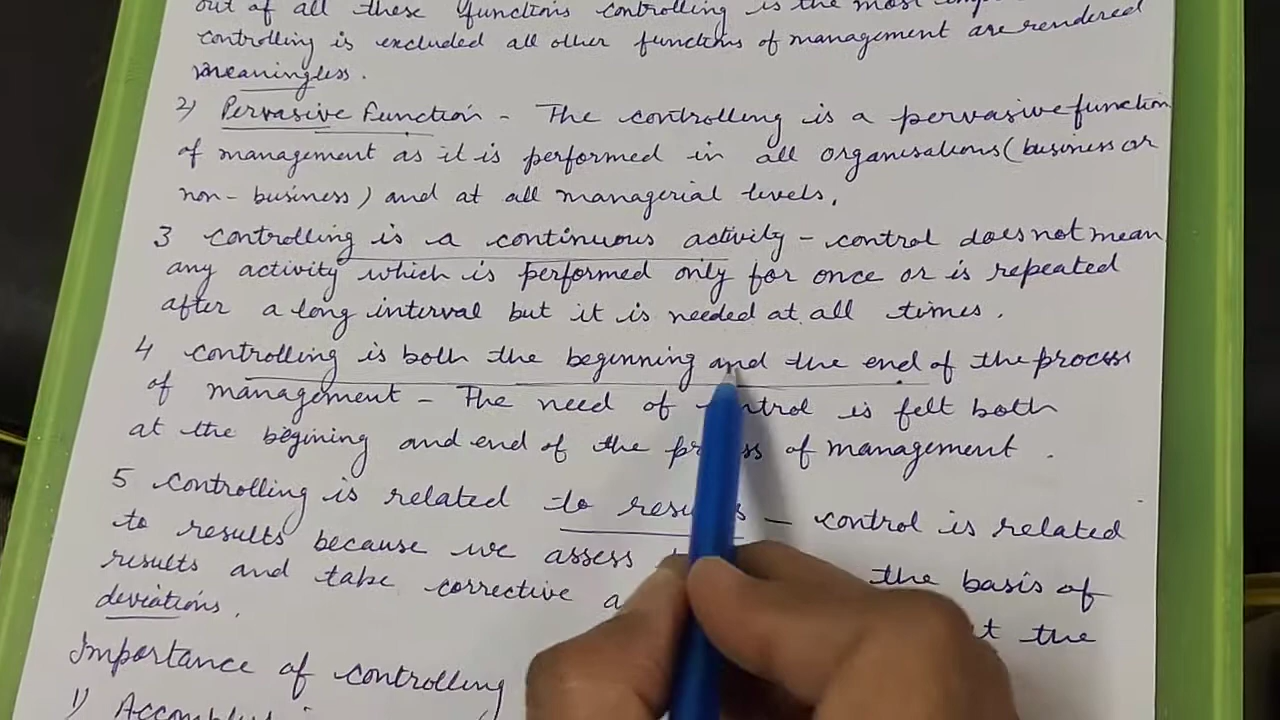 out of all these functions controlling is the most
controlling is excluded all other functions of management are rendered
meaningless.
2) Pervasive Function - The controlling is a pervasive function
of management as it is performed in all organisations (business or
non-business) and at all managerial levels.
3 controlling is a continuous activity - control does not mean
any activity which is performed only for once or is repeated
after a long interval but it is needed at all times.
4 controlling is both the beginning and the end of the process
of management - The need of control is felt both
at the begining and end of the process of management.
5 controlling is related to results - control is related
to results because we assess the basis of
results and take corrective at the
deviations.
Importance of controlling
1)